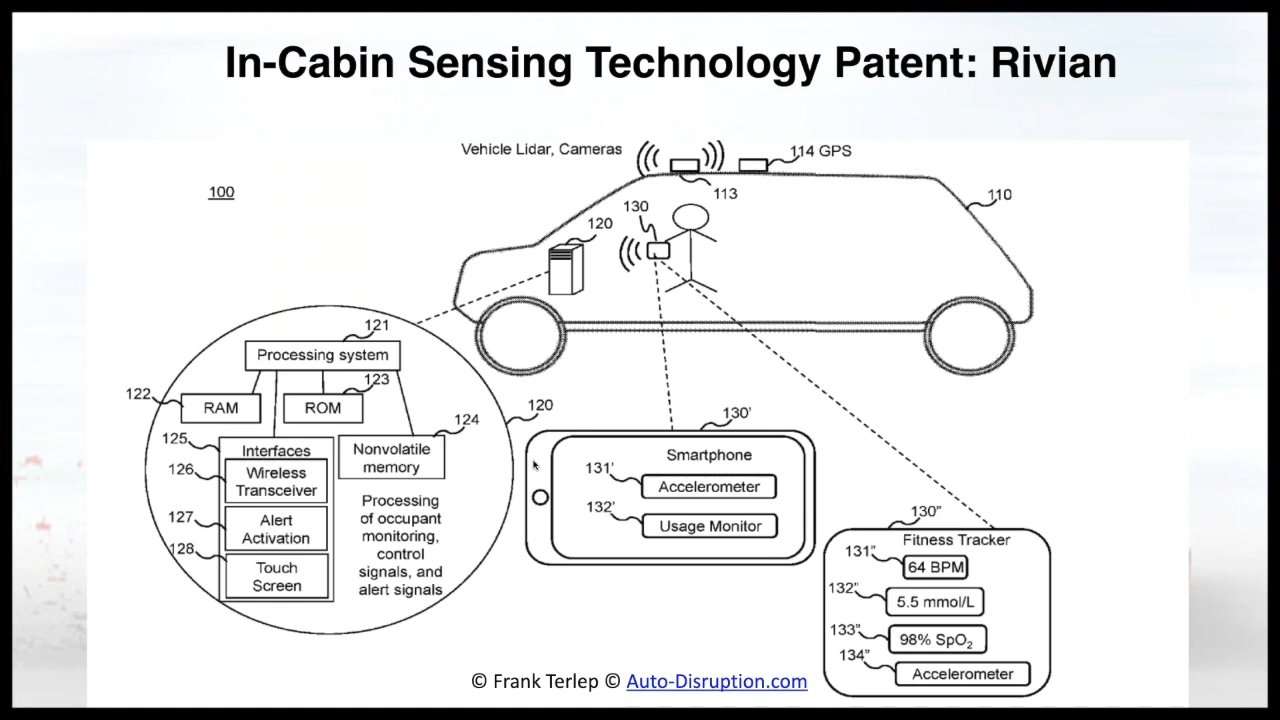 In-Cabin Sensing Technology Patent: Rivian
Vehicle Lidar, Cameras
114 GPS
100
113
110
130
120
121
Processing system
122
RAM
123
ROM
124
Nonvolatile
memory
125
Interfaces
126
Wireless
Transceiver
127
Alert
Activation
128
Touch
Screen
Processing
of occupant
monitoring,
control
signals, and
alert signals
120
130'
Smartphone
131'
Accelerometer
132'
Usage Monitor
130"
Fitness Tracker
131"
64 BPM
132"
5.5 mmol/L
133"
98% SpO₂
134"
Accelerometer
© Frank Terlep © Auto-Disruption.com